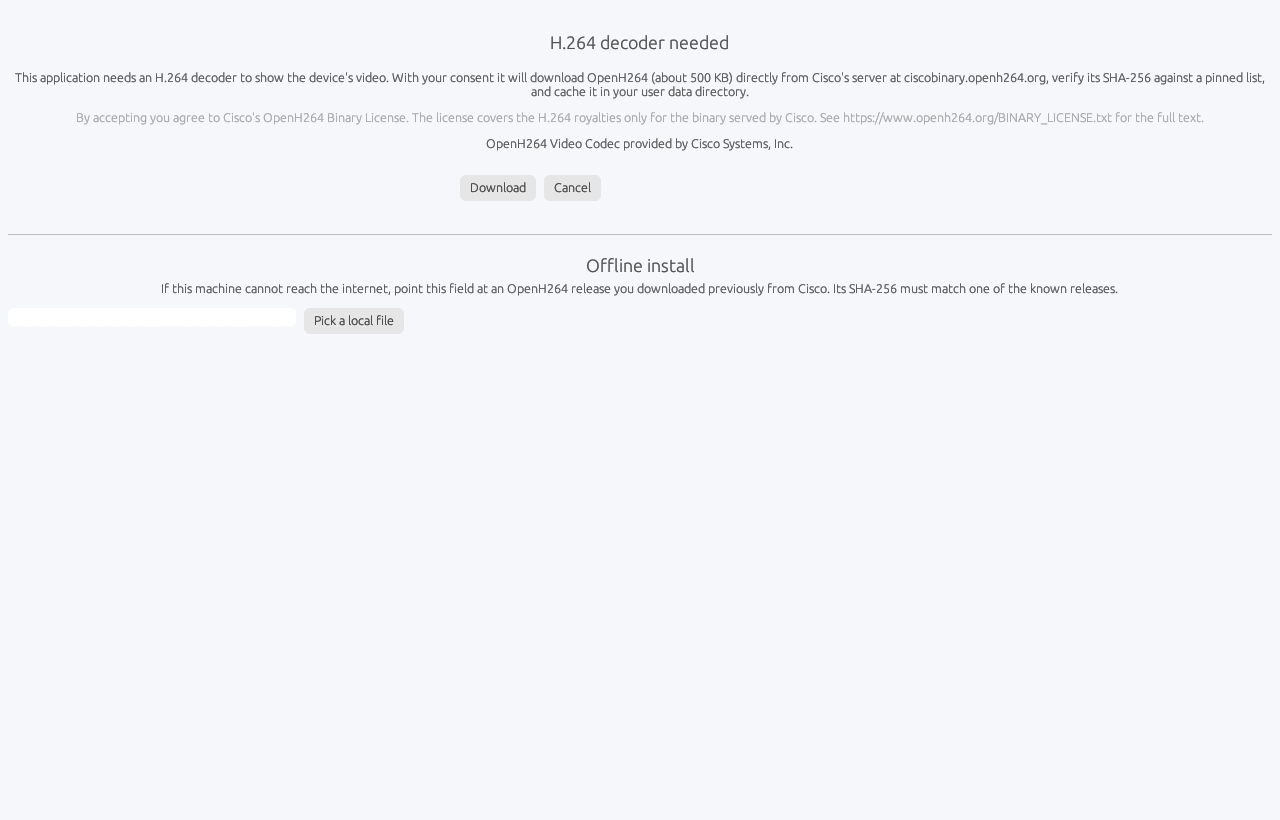 H.264 decoder needed
This application needs an H.264 decoder to show the device's video. With your consent it will download OpenH264 (about 500 KB) directly from Cisco's server at ciscobinary.openh264.org, verify its SHA-256 against a pinned list,
and cache it in your user data directory.
By accepting you agree to Cisco's OpenH264 Binary License. The license covers the H.264 royalties only for the binary served by Cisco. See https://www.openh264.org/BINARY_LICENSE.txt for the full text.
OpenH264 Video Codec provided by Cisco Systems, Inc.
Download Cancel
Offline install
If this machine cannot reach the internet, point this field at an OpenH264 release you downloaded previously from Cisco. Its SHA-256 must match one of the known releases.
Pick a local file